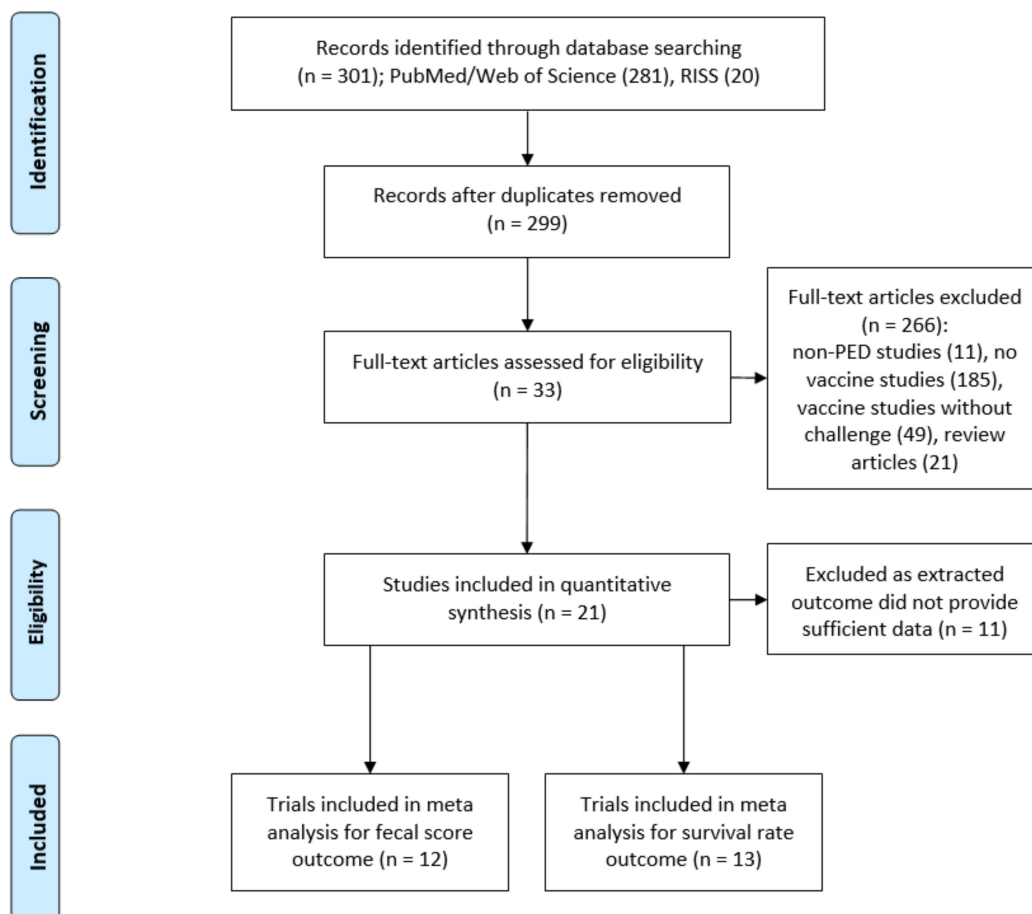 Identification
Records identified through database searching
(n = 301); PubMed/Web of Science (281), RISS (20)
Records after duplicates removed
(n = 299)
Screening
Full-text articles assessed for eligibility
(n = 33)
Full-text articles excluded
(n = 266):
non-PED studies (11), no
vaccine studies (185),
vaccine studies without
challenge (49), review
articles (21)
Eligibility
Studies included in quantitative
synthesis (n = 21)
Excluded as extracted
outcome did not provide
sufficient data (n = 11)
Included
Trials included in meta
analysis for fecal score
outcome (n = 12)
Trials included in meta
analysis for survival rate
outcome (n = 13)